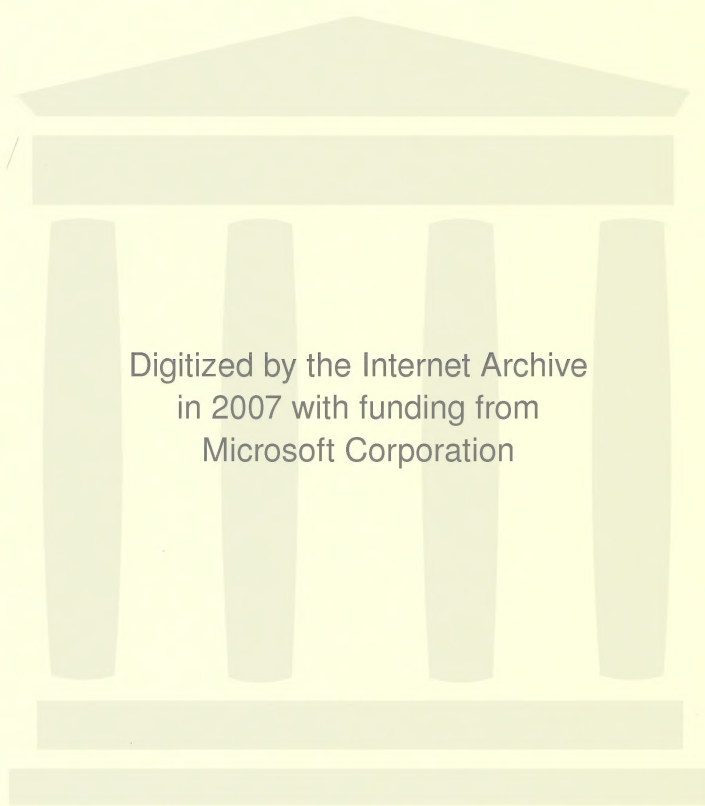 Digitized by the Internet Archive
in 2007 with funding from
Microsoft Corporation